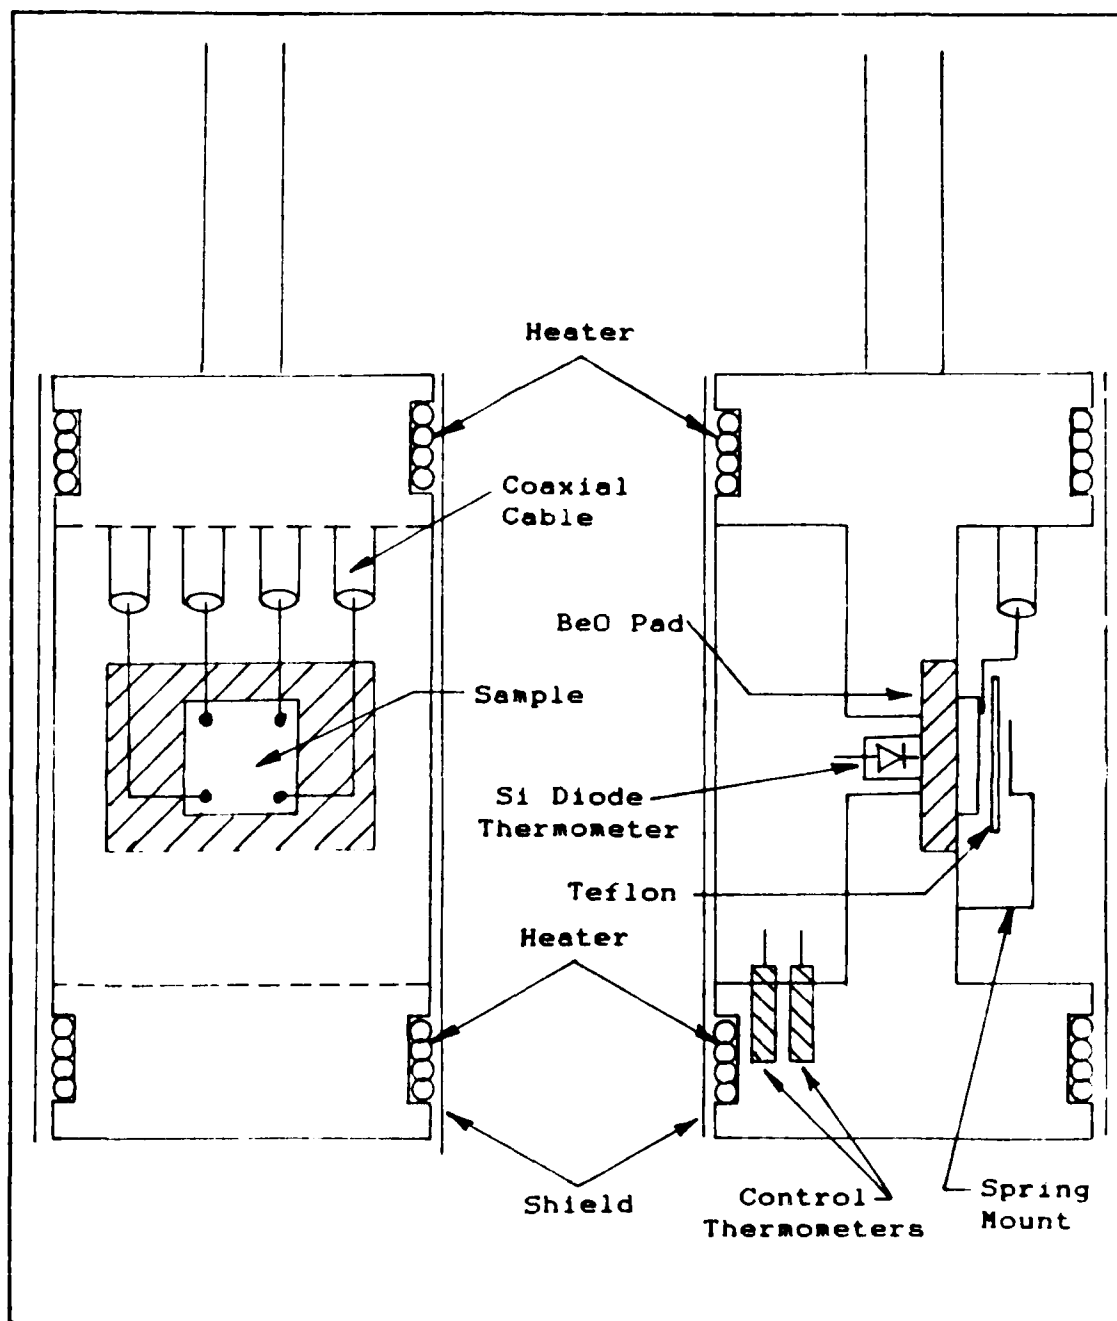 Heater
Coaxial
Cable
BeO Pad
Sample
Si Diode
Thermometer
Teflon
Heater
Shield
Control
Thermometers
Spring
Mount